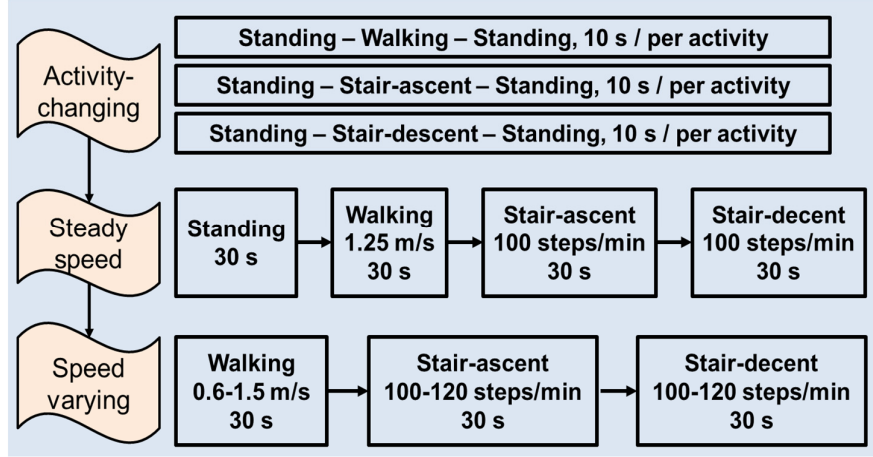 Activity-
changing
Standing – Walking – Standing, 10 s / per activity
Standing – Stair-ascent – Standing, 10 s / per activity
Standing – Stair-descent – Standing, 10 s / per activity
Steady
speed
Standing
30 s
Walking
1.25 m/s
30 s
Stair-ascent
100 steps/min
30 s
Stair-decent
100 steps/min
30 s
Speed
varying
Walking
0.6-1.5 m/s
30 s
Stair-ascent
100-120 steps/min
30 s
Stair-decent
100-120 steps/min
30 s